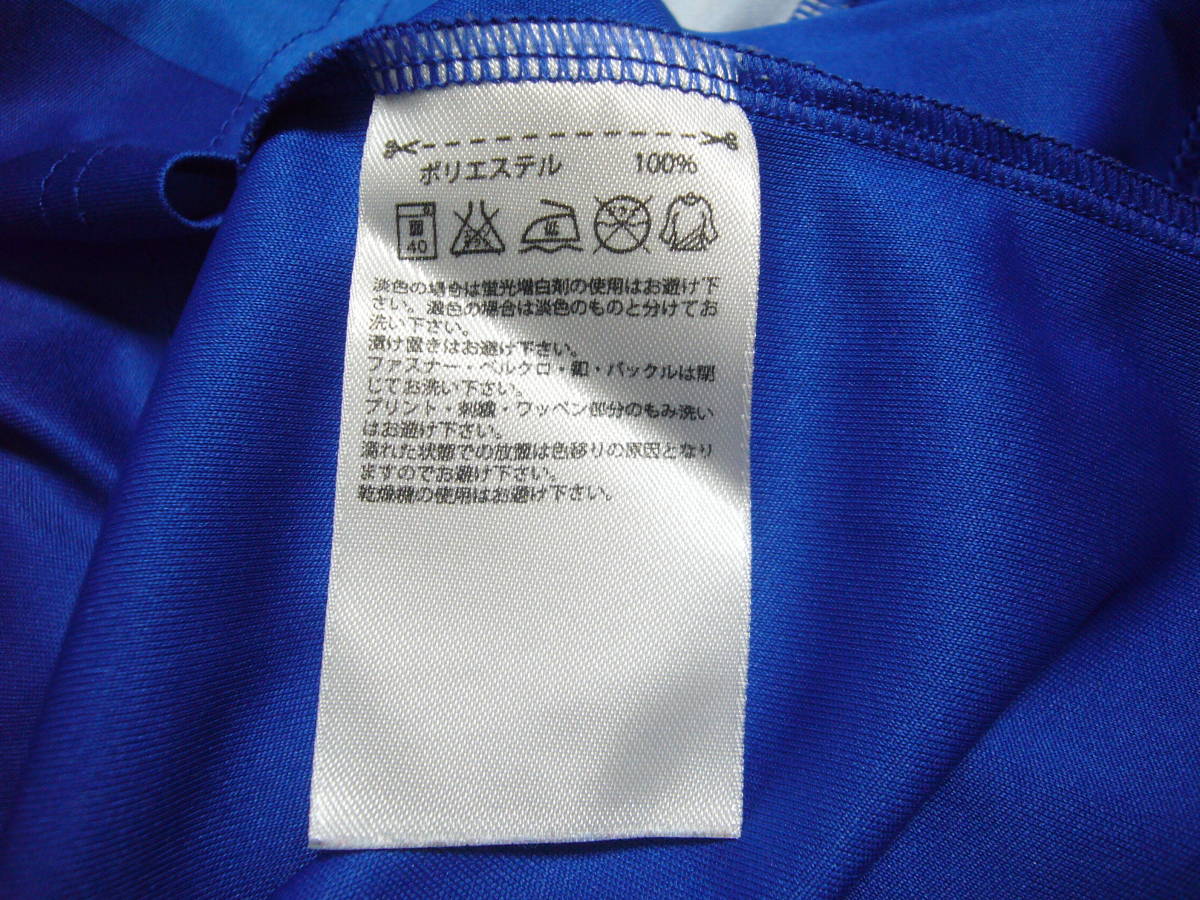 ポリエステル 100%
40
淡色の場合は蛍光増白剤の使用はお避け下
さい。濃色の場合は淡色のものと分けてお
洗い下さい。
漬け置きはお避け下さい。
ファスナー・ベルクロ・釦・バックルは閉
じてお洗い下さい。
プリント・刺繍・ワッペン部分のもみ洗い
はお避け下さい。
濡れた状態での放置は色移りの原因となり
ますのでお避け下さい。
乾燥機の使用はお避け下さい。